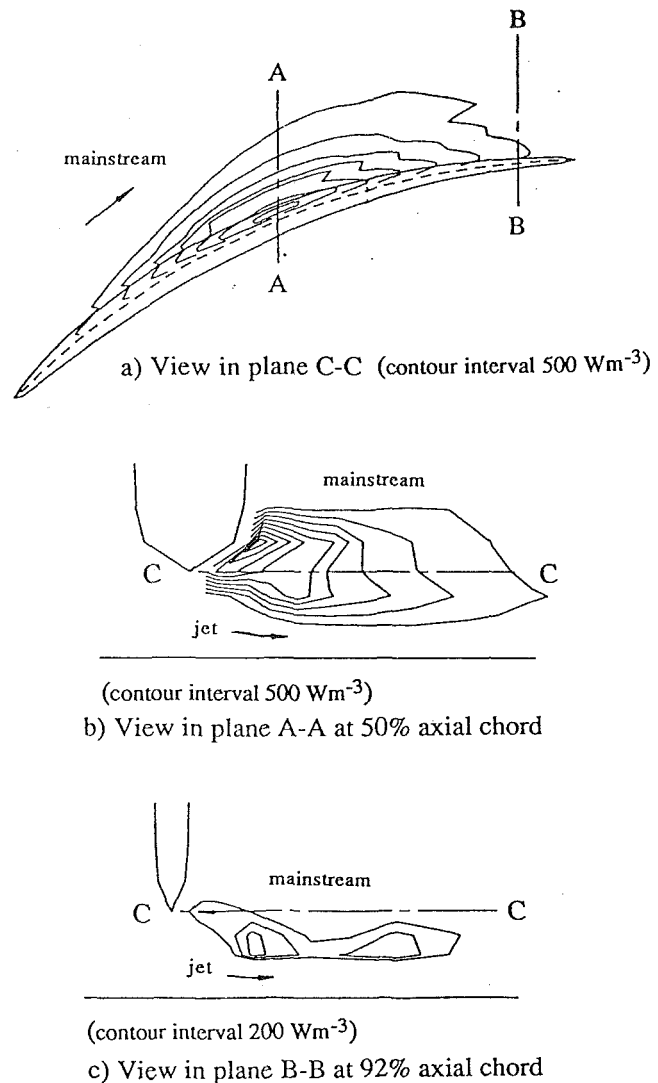 B
A
mainstream
A
B
a) View in plane C-C (contour interval 500 Wm-3)
mainstream
C C
jet
(contour interval 500 Wm-3)
b) View in plane A-A at 50% axial chord
mainstream
C C
jet
(contour interval 200 Wm-3)
c) View in plane B-B at 92% axial chord